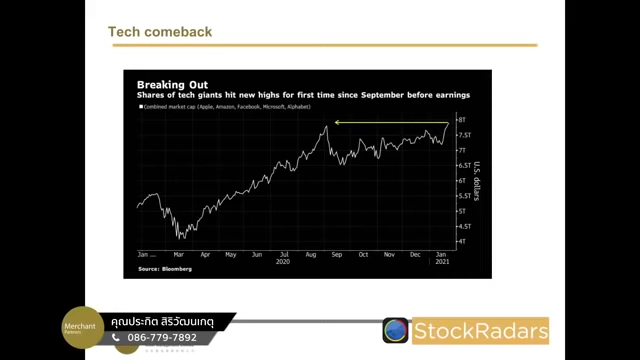 Tech comeback
Breaking Out
Shares of tech giants hit new highs for first time since September before earnings
Combined market cap (Apple, Amazon, Facebook, Microsoft, Alphabet)
8T
7.5T
7T
6.5T
6T
5.5T
5T
4.5T
4T
U.S. dollars
Jan Mar Apr May Jun Jul Aug Sep Oct Nov Dec Jan
2020 2021
Source: Bloomberg
Merchant
Partners
คุณประกิต สิริวัฒนเกตุ
086-779-7892
StockRadars